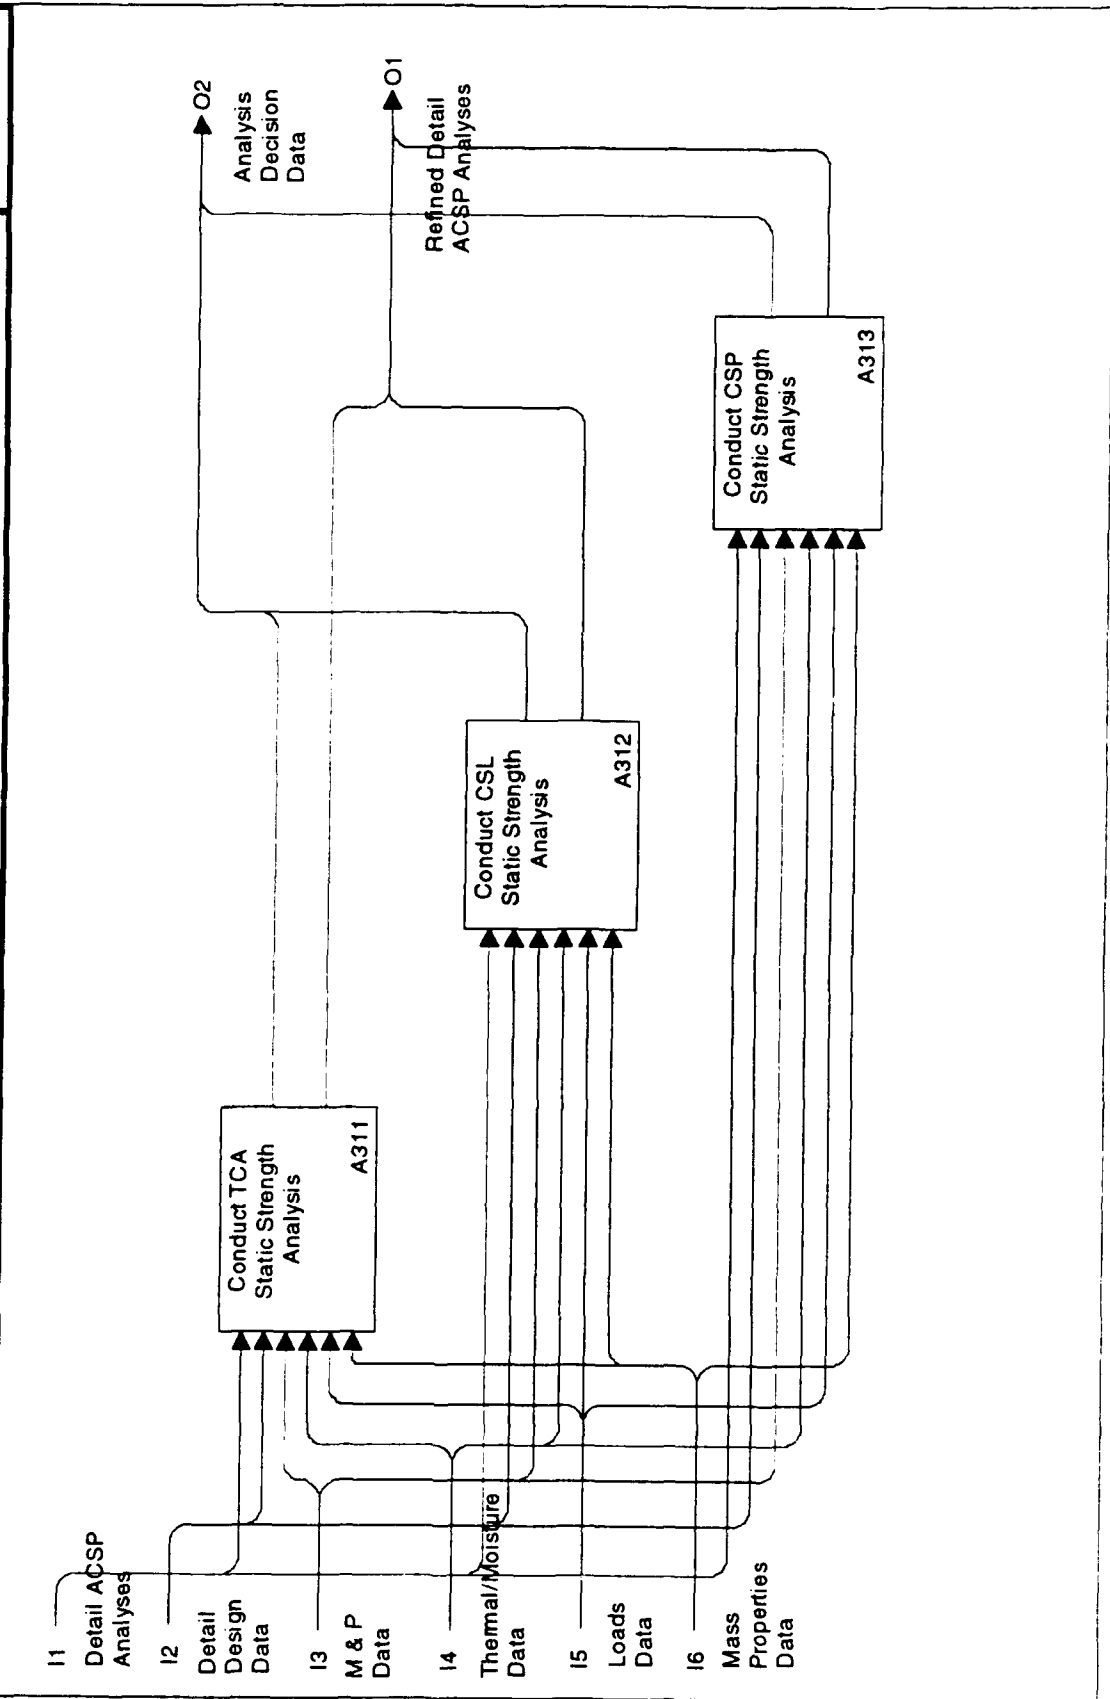 I1
Detail ACSP
Analyses
I2
Detail
Design
Data
I3
M & P
Data
I4
Thermal/Moisture
Data
I5
Loads
Data
I6
Mass
Properties
Data
Conduct TCA
Static Strength
Analysis
A311
Conduct CSL
Static Strength
Analysis
A312
Conduct CSP
Static Strength
Analysis
A313
O2
Analysis
Decision
Data
O1
Refined Detail
ACSP Analyses